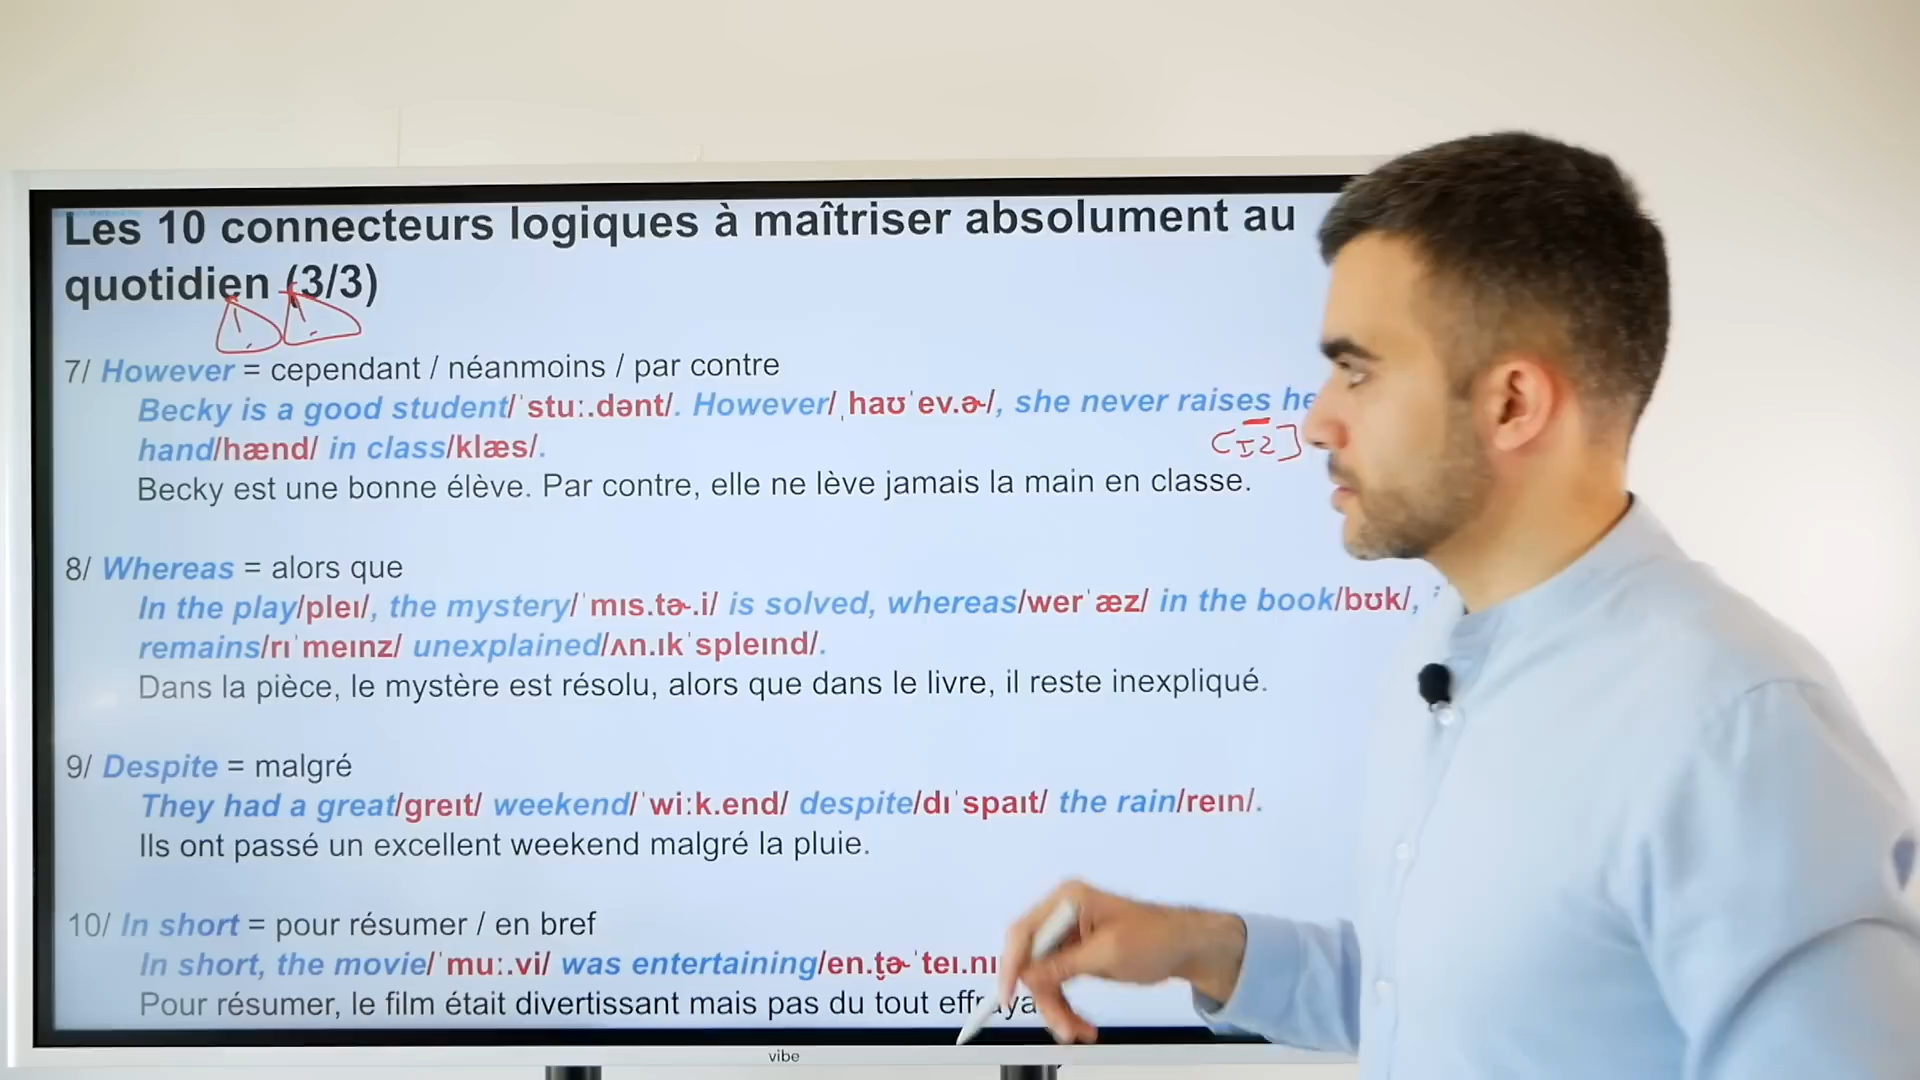 Les 10 connecteurs logiques à maîtriser absolument au
quotidien (3/3)
7/ However = cependant / néanmoins / par contre
Becky is a good student/ˈstuː.dənt/. However/ˌhaʊˈev.ɚ/, she never raises he
[IZ]
hand/hænd/ in class/klæs/.
Becky est une bonne élève. Par contre, elle ne lève jamais la main en classe.
8/ Whereas = alors que
In the play/pleɪ/, the mystery/ˈmɪs.tɚ.i/ is solved, whereas/werˈæz/ in the book/bʊk/,
remains/rɪˈmeɪnz/ unexplained/ʌn.ɪkˈspleɪnd/.
Dans la pièce, le mystère est résolu, alors que dans le livre, il reste inexpliqué.
9/ Despite = malgré
They had a great/greɪt/ weekend/ˈwiːk.end/ despite/dɪˈspaɪt/ the rain/reɪn/.
Ils ont passé un excellent weekend malgré la pluie.
10/ In short = pour résumer / en bref
In short, the movie/ˈmuː.vi/ was entertaining/en.t̬ɚˈteɪ.nɪ
Pour résumer, le film était divertissant mais pas du tout
vibe